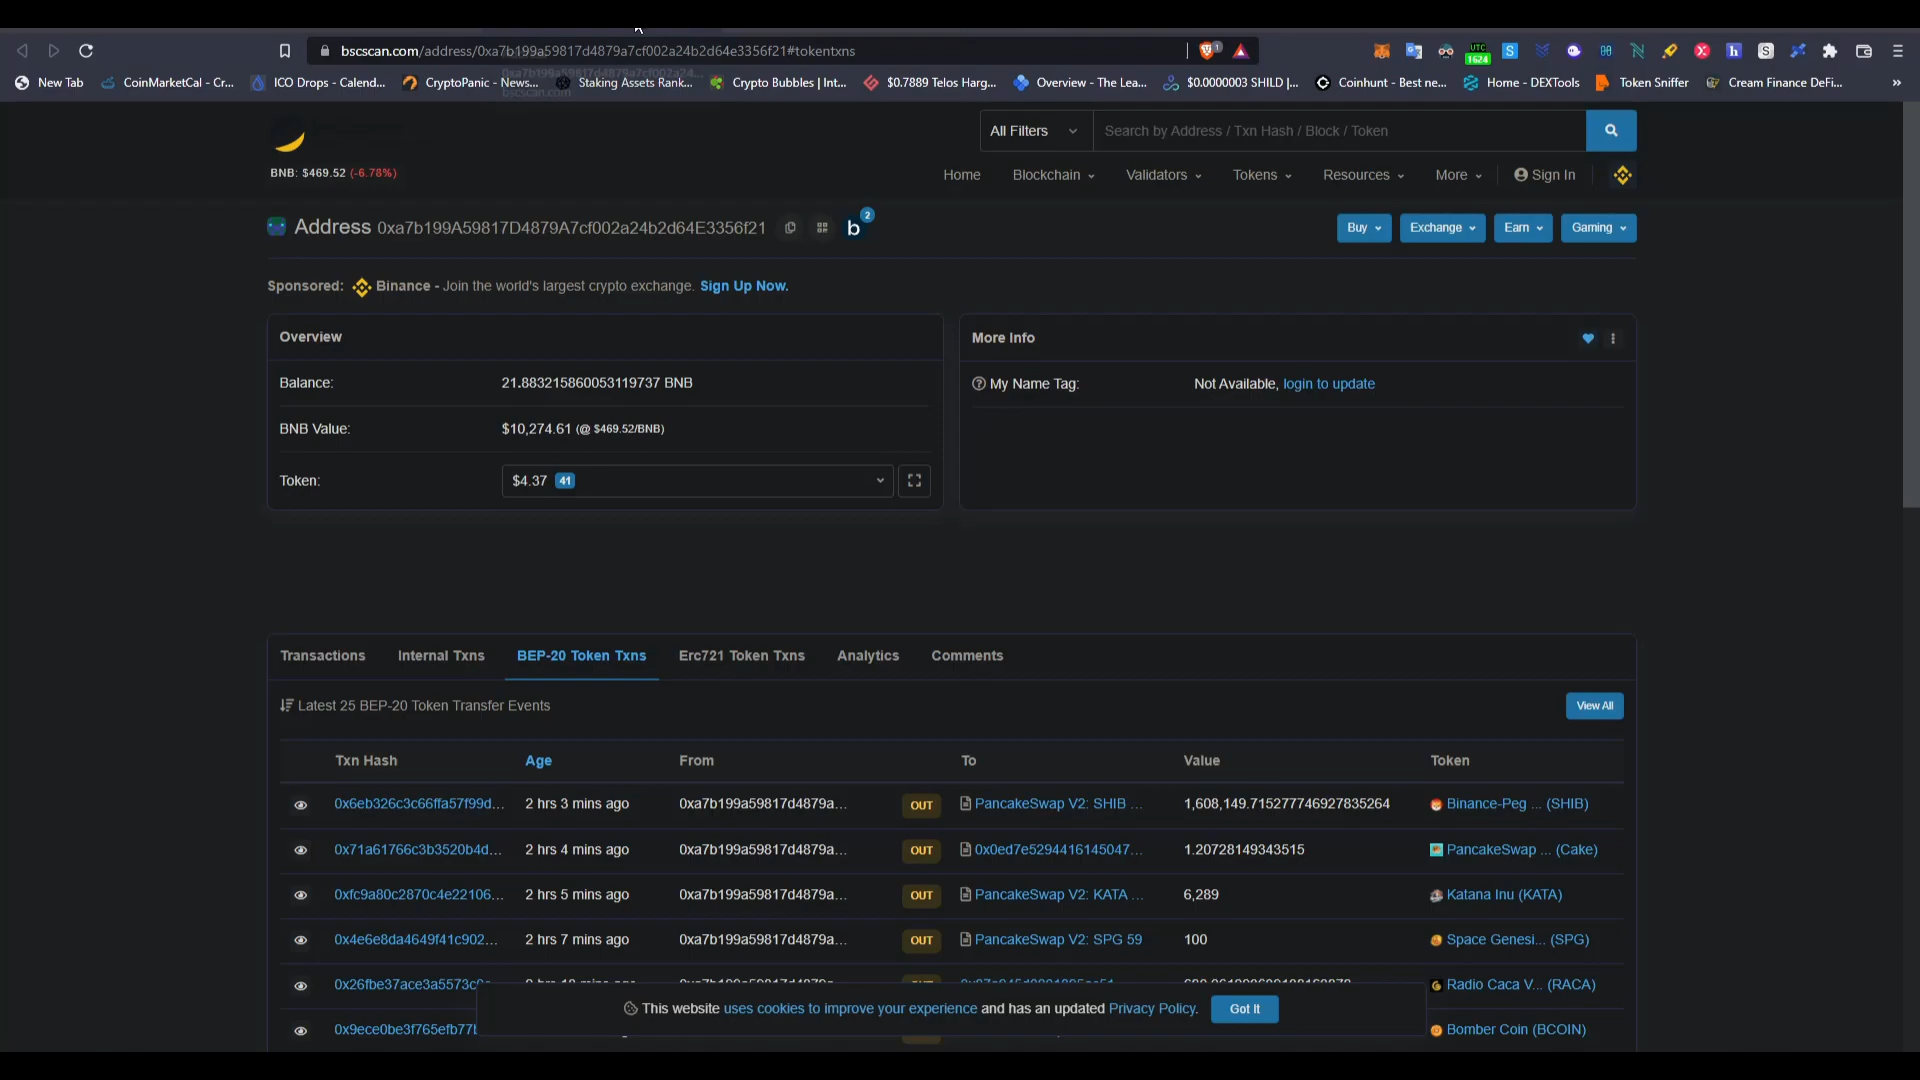 bscscan.com/address/0xa7b199a59817d4879a7cf002a24b2d64e3356f21#tokentxns
1
UTC
1624
New Tab
CoinMarketCal - Cr...
ICO Drops - Calend...
CryptoPanic - News...
Staking Assets Rank...
Crypto Bubbles | Int...
$0.7889 Telos Harg...
Overview - The Lea...
$0.0000003 SHILD |...
Coinhunt - Best ne...
Home - DEXTools
Token Sniffer
Cream Finance DeFi...
»
All Filters
Search by Address / Txn Hash / Block / Token
BNB: $469.52 (-6.78%)
Home
Blockchain
Validators
Tokens
Resources
More
Sign In
Address 0xa7b199A59817D4879A7cf002a24b2d64E3356f21
b
2
Buy
Exchange
Earn
Gaming
Sponsored: Binance - Join the world's largest crypto exchange. Sign Up Now.
Overview
Balance: 21.883215860053119737 BNB
BNB Value: $10,274.61 (@ $469.52/BNB)
Token: $4.37 41
More Info
My Name Tag: Not Available, login to update
Transactions
Internal Txns
BEP-20 Token Txns
Erc721 Token Txns
Analytics
Comments
Latest 25 BEP-20 Token Transfer Events
View All
Txn Hash Age From To Value Token
0x6eb326c3c66ffa57f99d... 2 hrs 3 mins ago 0xa7b199a59817d4879a... OUT PancakeSwap V2: SHIB ... 1,608,149.715277746927835264 Binance-Peg ... (SHIB)
0x71a61766c3b3520b4d... 2 hrs 4 mins ago 0xa7b199a59817d4879a... OUT 0x0ed7e5294416145047... 1.20728149343515 PancakeSwap ... (Cake)
0xfc9a80c2870c4e22106... 2 hrs 5 mins ago 0xa7b199a59817d4879a... OUT PancakeSwap V2: KATA ... 6,289 Katana Inu (KATA)
0x4e6e8da4649f41c902... 2 hrs 7 mins ago 0xa7b199a59817d4879a... OUT PancakeSwap V2: SPG 59 100 Space Genesi... (SPG)
Radio Caca V... (RACA)
Bomber Coin (BCOIN)
This website uses cookies to improve your experience and has an updated Privacy Policy.
Got It